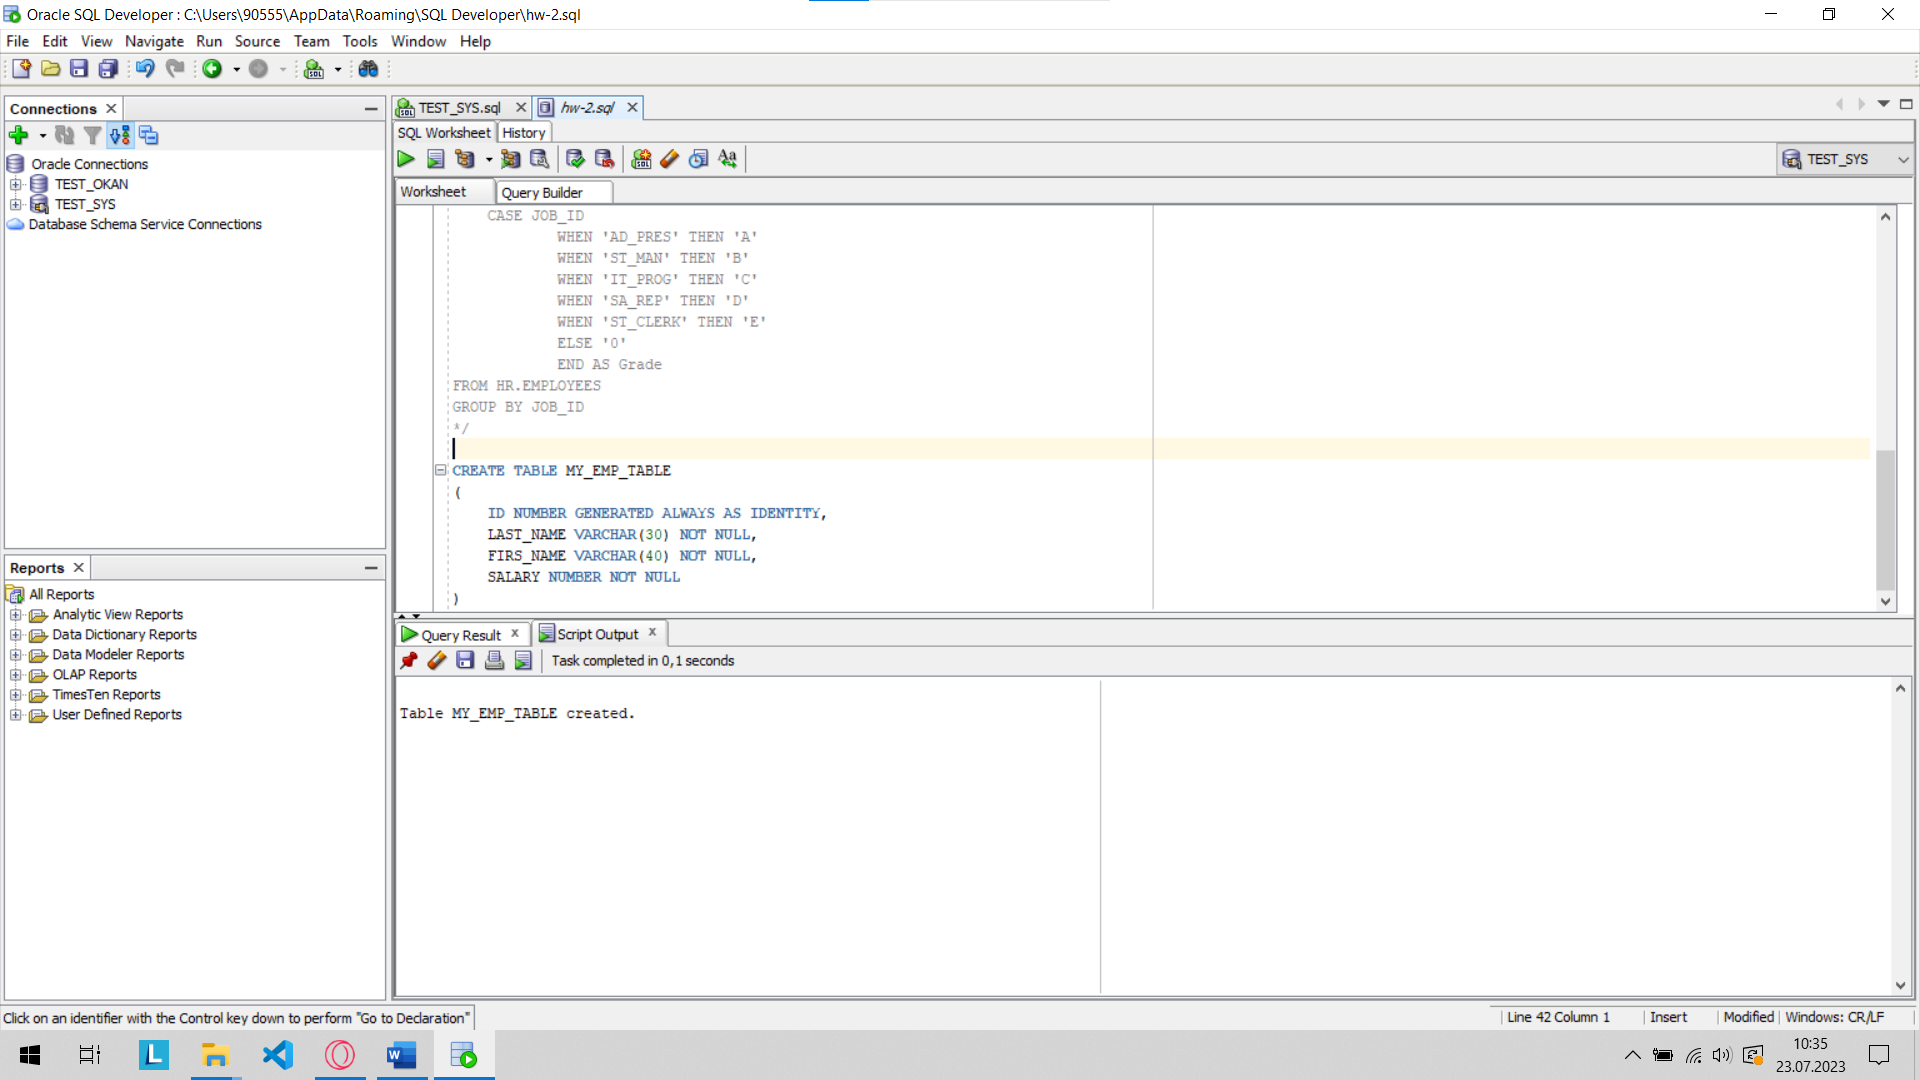 Oracle SQL Developer : C:\Users\90555\AppData\Roaming\SQL Developer\hw-2.sql
File Edit View Navigate Run Source Team Tools Window Help
Connections
Oracle Connections
TEST_OKAN
TEST_SYS
Database Schema Service Connections
Reports
All Reports
Analytic View Reports
Data Dictionary Reports
Data Modeler Reports
OLAP Reports
TimesTen Reports
User Defined Reports
TEST_SYS.sql hw-2.sql
SQL Worksheet History
TEST_SYS
Worksheet Query Builder
CASE JOB_ID
WHEN 'AD_PRES' THEN 'A'
WHEN 'ST_MAN' THEN 'B'
WHEN 'IT_PROG' THEN 'C'
WHEN 'SA_REP' THEN 'D'
WHEN 'ST_CLERK' THEN 'E'
ELSE '0'
END AS Grade
FROM HR.EMPLOYEES
GROUP BY JOB_ID
*/
CREATE TABLE MY_EMP_TABLE
(
ID NUMBER GENERATED ALWAYS AS IDENTITY,
LAST_NAME VARCHAR(30) NOT NULL,
FIRS_NAME VARCHAR(40) NOT NULL,
SALARY NUMBER NOT NULL
)
Query Result Script Output
Task completed in 0,1 seconds
Table MY_EMP_TABLE created.
Click on an identifier with the Control key down to perform "Go to Declaration"
Line 42 Column 1 Insert Modified Windows: CR/LF
10:35
23.07.2023